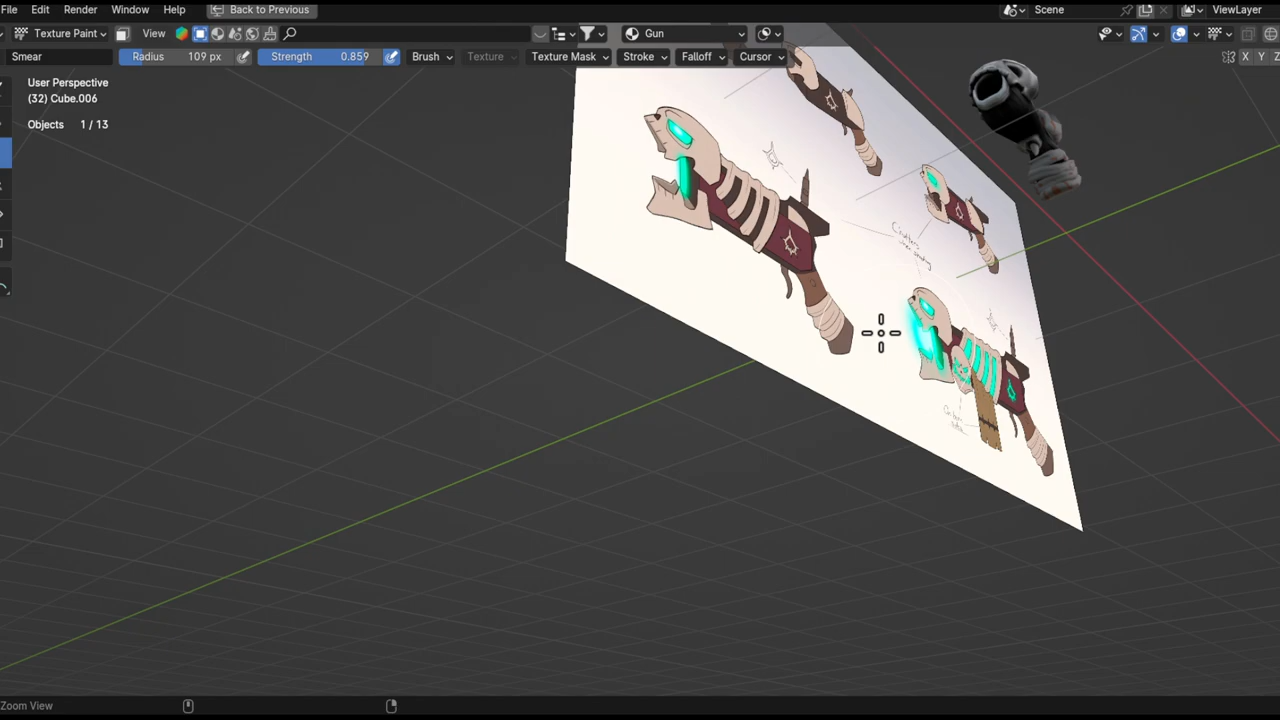 File Edit Render Window Help Back to Previous Scene ViewLayer
Texture Paint View Gun
Smear Radius 109 px Strength 0.859 Brush Texture Texture Mask Stroke Falloff Cursor X Y Z
User Perspective
(32) Cube.006
Objects 1 / 13
Zoom View